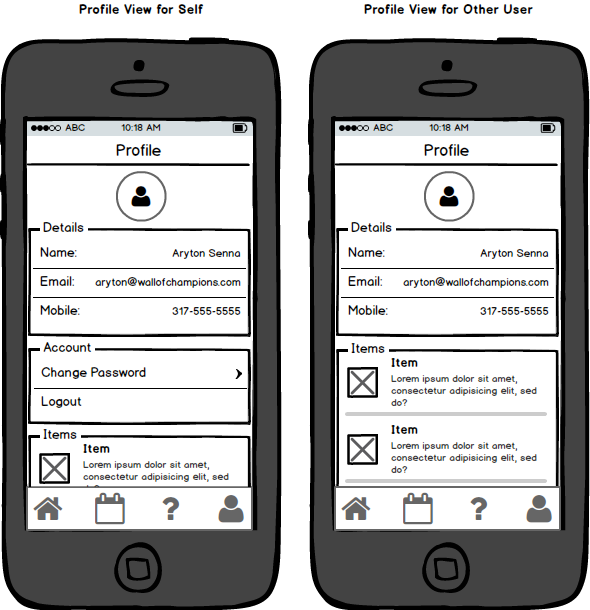 Profile View for Self
ABC 10:18 AM
Profile
Details
Name: Aryton Senna
Email: aryton@wallofchampions.com
Mobile: 317-555-5555
Account
Change Password
Logout
Items
Item
Lorem ipsum dolor sit amet,
consectetur adipisicing elit, sed
?
Profile View for Other User
ABC 10:18 AM
Profile
Details
Name: Aryton Senna
Email: aryton@wallofchampions.com
Mobile: 317-555-5555
Items
Item
Lorem ipsum dolor sit amet,
consectetur adipisicing elit, sed
do?
Item
Lorem ipsum dolor sit amet,
consectetur adipisicing elit, sed
do?
?